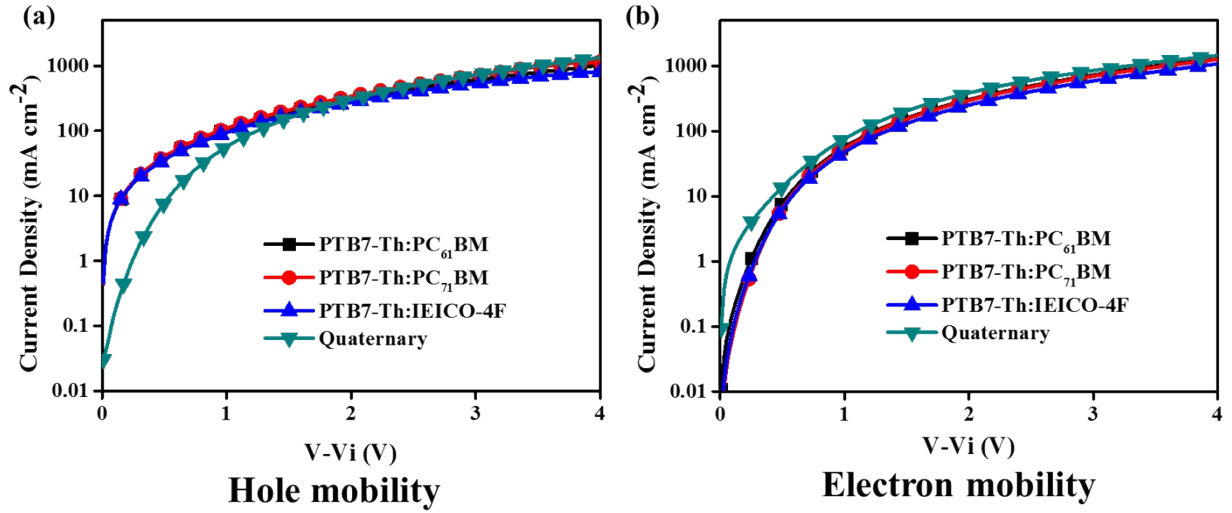 (a)
Current Density (mA cm⁻²)
1000
100
10
1
0.1
0.01
PTB7-Th:PC₆₁BM
PTB7-Th:PC₇₁BM
PTB7-Th:IEICO-4F
Quaternary
0 1 2 3 4
V-Vi (V)
Hole mobility
(b)
Current Density (mA cm⁻²)
1000
100
10
1
0.1
0.01
PTB7-Th:PC₆₁BM
PTB7-Th:PC₇₁BM
PTB7-Th:IEICO-4F
Quaternary
0 1 2 3 4
V-Vi (V)
Electron mobility